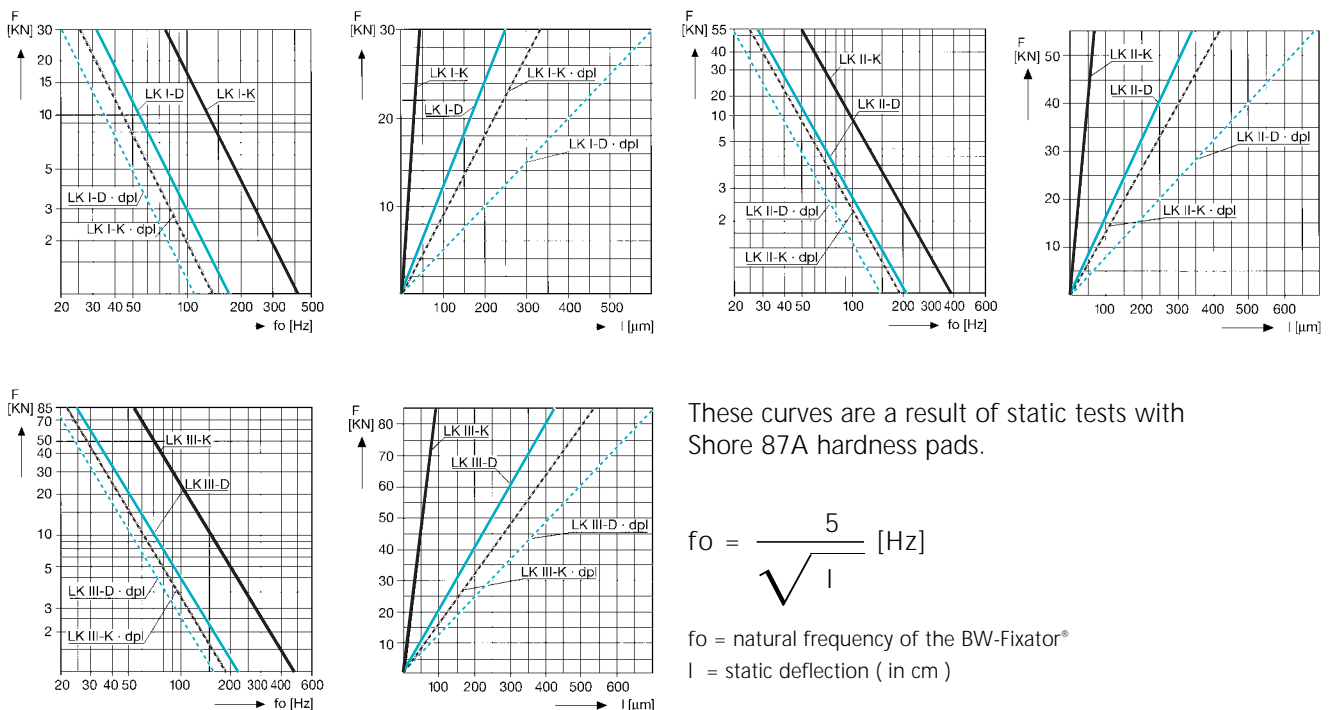 F
[KN]
30
20
15
10
5
3
2
20 30 40 50 100 200 300 500
fo [Hz]
LK I-D
LK I-K
LK I-D · dpl
LK I-K · dpl
F
[KN]
30
20
10
100 200 300 400 500
l [µm]
LK I-K
LK I-K · dpl
LK I-D
LK I-D · dpl
F
[KN]
55
40
30
20
10
5
3
2
20 30 40 50 100 200 300 400 600
fo [Hz]
LK II-K
LK II-D
LK II-D · dpl
LK II-K · dpl
F
[KN]
50
40
30
20
10
100 200 300 400 500 600
l [µm]
LK II-K
LK II-D
LK II-D · dpl
LK II-K · dpl
F
[KN]
85
70
50
40
30
20
10
5
3
2
20 30 40 50 100 200 300 400 600
fo [Hz]
LK III-K
LK III-D
LK III-D · dpl
LK III-K · dpl
F
[KN]
80
70
60
50
40
30
20
10
100 200 300 400 500 600
l [µm]
LK III-K
LK III-D
LK III-D · dpl
LK III-K · dpl
These curves are a result of static tests with
Shore 87A hardness pads.
fo = 5 / √l [Hz]
fo = natural frequency of the BW-Fixator®
l = static deflection ( in cm )